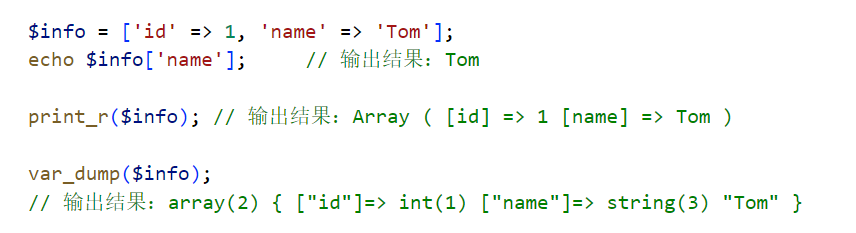 $info = ['id' => 1, 'name' => 'Tom'];
echo $info['name'];     // 输出结果：Tom
print_r($info); // 输出结果：Array ( [id] => 1 [name] => Tom )
var_dump($info);
// 输出结果：array(2) { ["id"]=> int(1) ["name"]=> string(3) "Tom" }